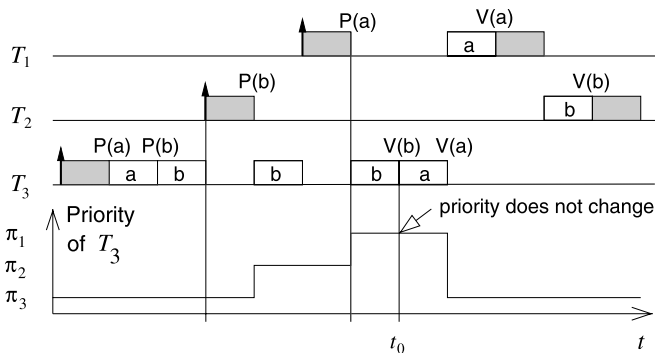 P(a) V(a)
T1 a
P(b) V(b)
T2 b
P(a) P(b) V(b) V(a)
T3 a b b b a
priority does not change
Priority
of T3
π1
π2
π3
t0 t